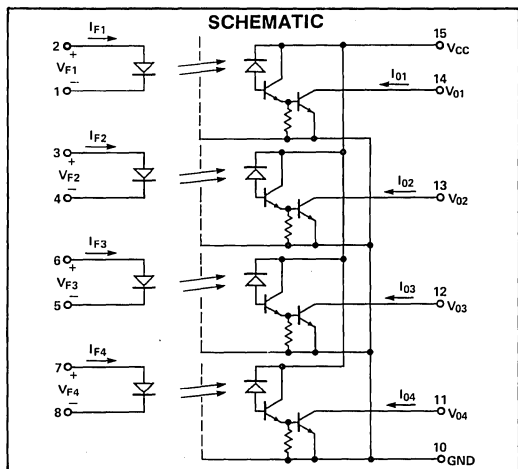 SCHEMATIC
2 + I_F1 15 V_CC
V_F1 I_01 14
1 − V_01
3 + I_F2
V_F2 I_02 13
4 − V_02
6 + I_F3
V_F3 I_03 12
5 − V_03
7 + I_F4
V_F4 I_04 11
8 − V_04
10 GND